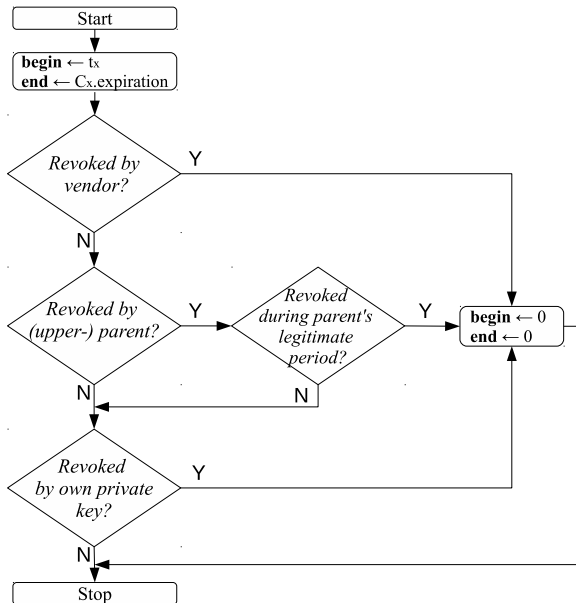 Start
begin ← tx
end ← Cx.expiration
Revoked by
vendor?
Y
N
Revoked by
(upper-) parent?
Y
Revoked
during parent's
legitimate
period?
Y
begin ← 0
end ← 0
N
N
Revoked
by own private
key?
Y
N
Stop